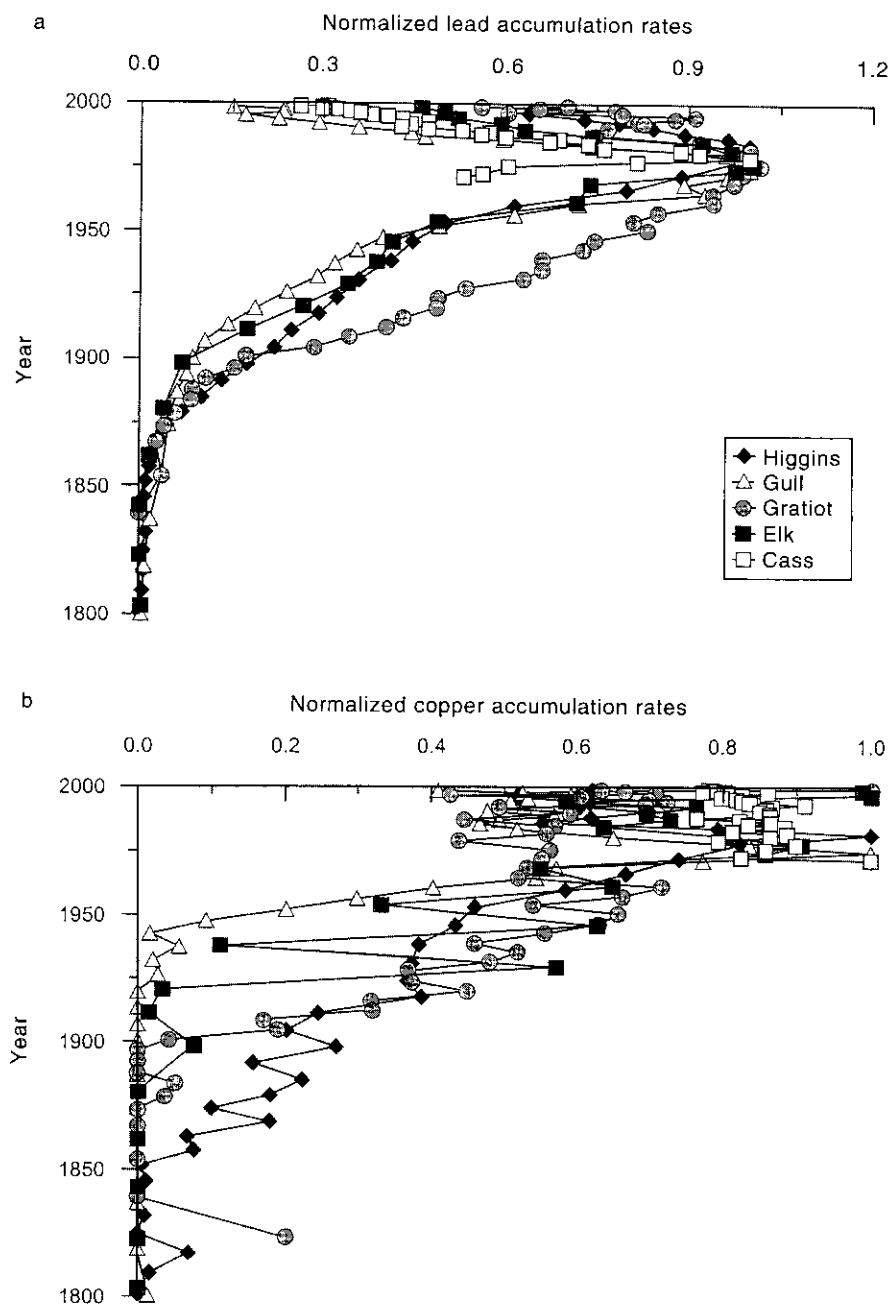 a
Normalized lead accumulation rates
0.0 0.3 0.6 0.9 1.2
2000
1950
1900
1850
1800
Year
Higgins
Gull
Gratiot
Elk
Cass
b
Normalized copper accumulation rates
0.0 0.2 0.4 0.6 0.8 1.0
2000
1950
1900
1850
1800
Year